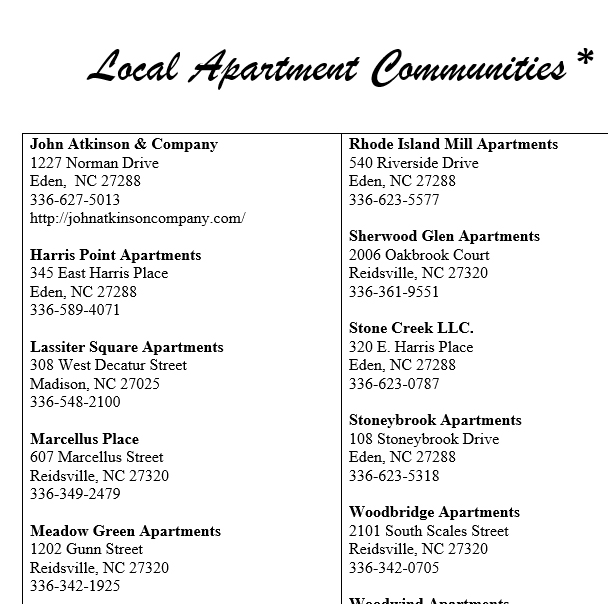 Local Apartment Communities*
John Atkinson & Company
1227 Norman Drive
Eden,  NC 27288
336-627-5013
http://johnatkinsoncompany.com/
Harris Point Apartments
345 East Harris Place
Eden, NC 27288
336-589-4071
Lassiter Square Apartments
308 West Decatur Street
Madison, NC 27025
336-548-2100
Marcellus Place
607 Marcellus Street
Reidsville, NC 27320
336-349-2479
Meadow Green Apartments
1202 Gunn Street
Reidsville, NC 27320
336-342-1925
Rhode Island Mill Apartments
540 Riverside Drive
Eden, NC 27288
336-623-5577
Sherwood Glen Apartments
2006 Oakbrook Court
Reidsville, NC 27320
336-361-9551
Stone Creek LLC.
320 E. Harris Place
Eden, NC 27288
336-623-0787
Stoneybrook Apartments
108 Stoneybrook Drive
Eden, NC 27288
336-623-5318
Woodbridge Apartments
2101 South Scales Street
Reidsville, NC 27320
336-342-0705
Woodwind Apartments